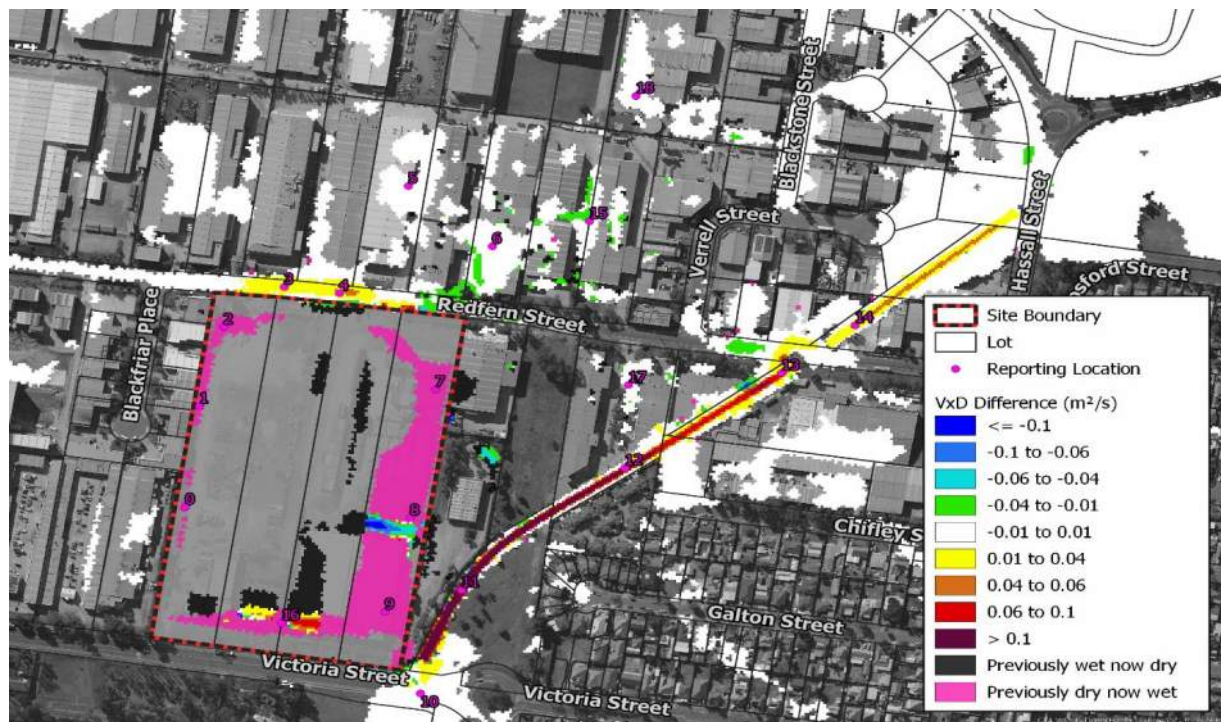 18
Blackstone Street
5
15
6
Verrell Street
Hassall Street
3
4
Redfern Street
2
Blackfriar Place
14
13
17
7
1
12
0
8
Chifley S
11
9
16
Galton Street
Victoria Street
Victoria Street
10
Site Boundary
Lot
Reporting Location
VxD Difference (m²/s)
<= -0.1
-0.1 to -0.06
-0.06 to -0.04
-0.04 to -0.01
-0.01 to 0.01
0.01 to 0.04
0.04 to 0.06
0.06 to 0.1
> 0.1
Previously wet now dry
Previously dry now wet